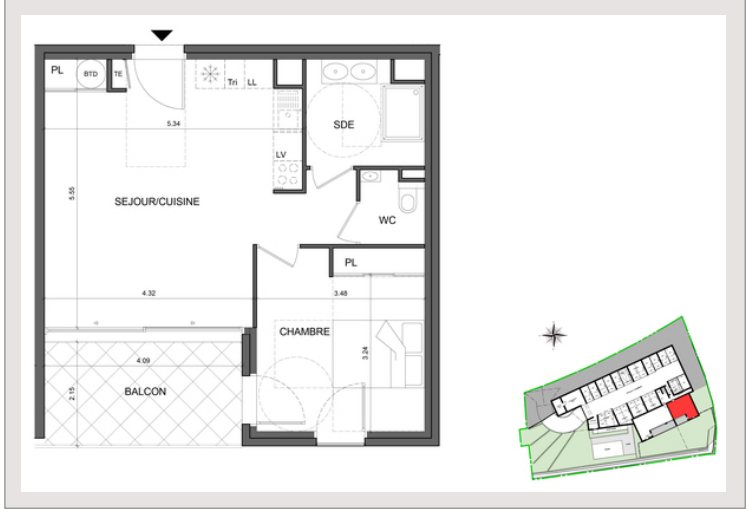 PL
BTD
TE
Tri
LL
5.34
SDE
LV
5.55
SEJOUR/CUISINE
WC
PL
4.32
3.48
CHAMBRE
3.24
4.09
2.15
BALCON